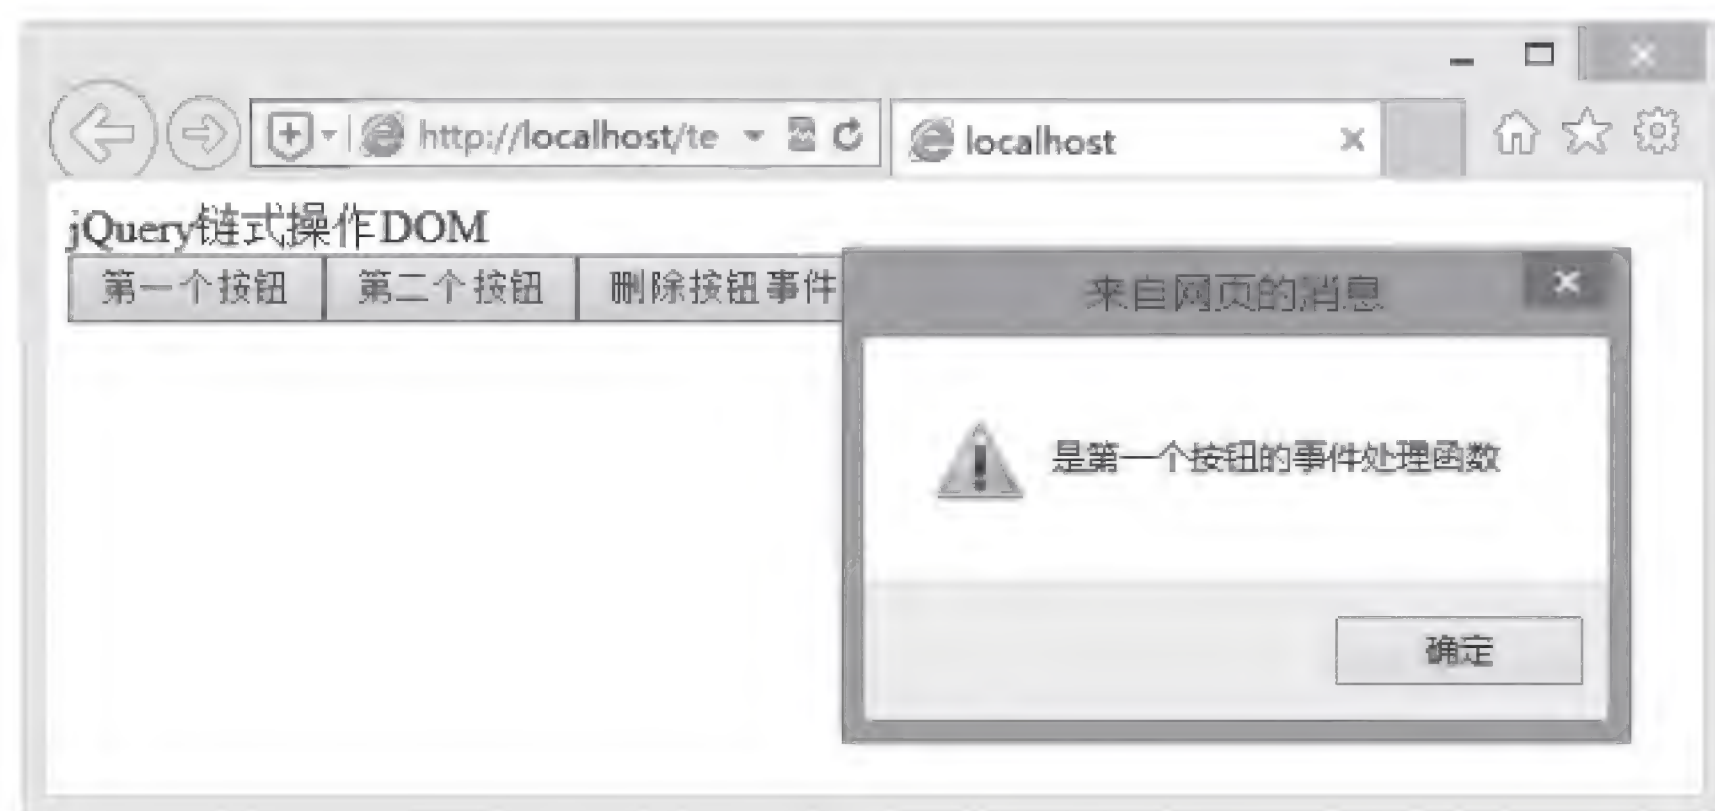 http://localhost/te
localhost
jQuery链式操作DOM
第一个按钮 第二个按钮 删除按钮事件
来自网页的消息
是第一个按钮的事件处理函数
确定